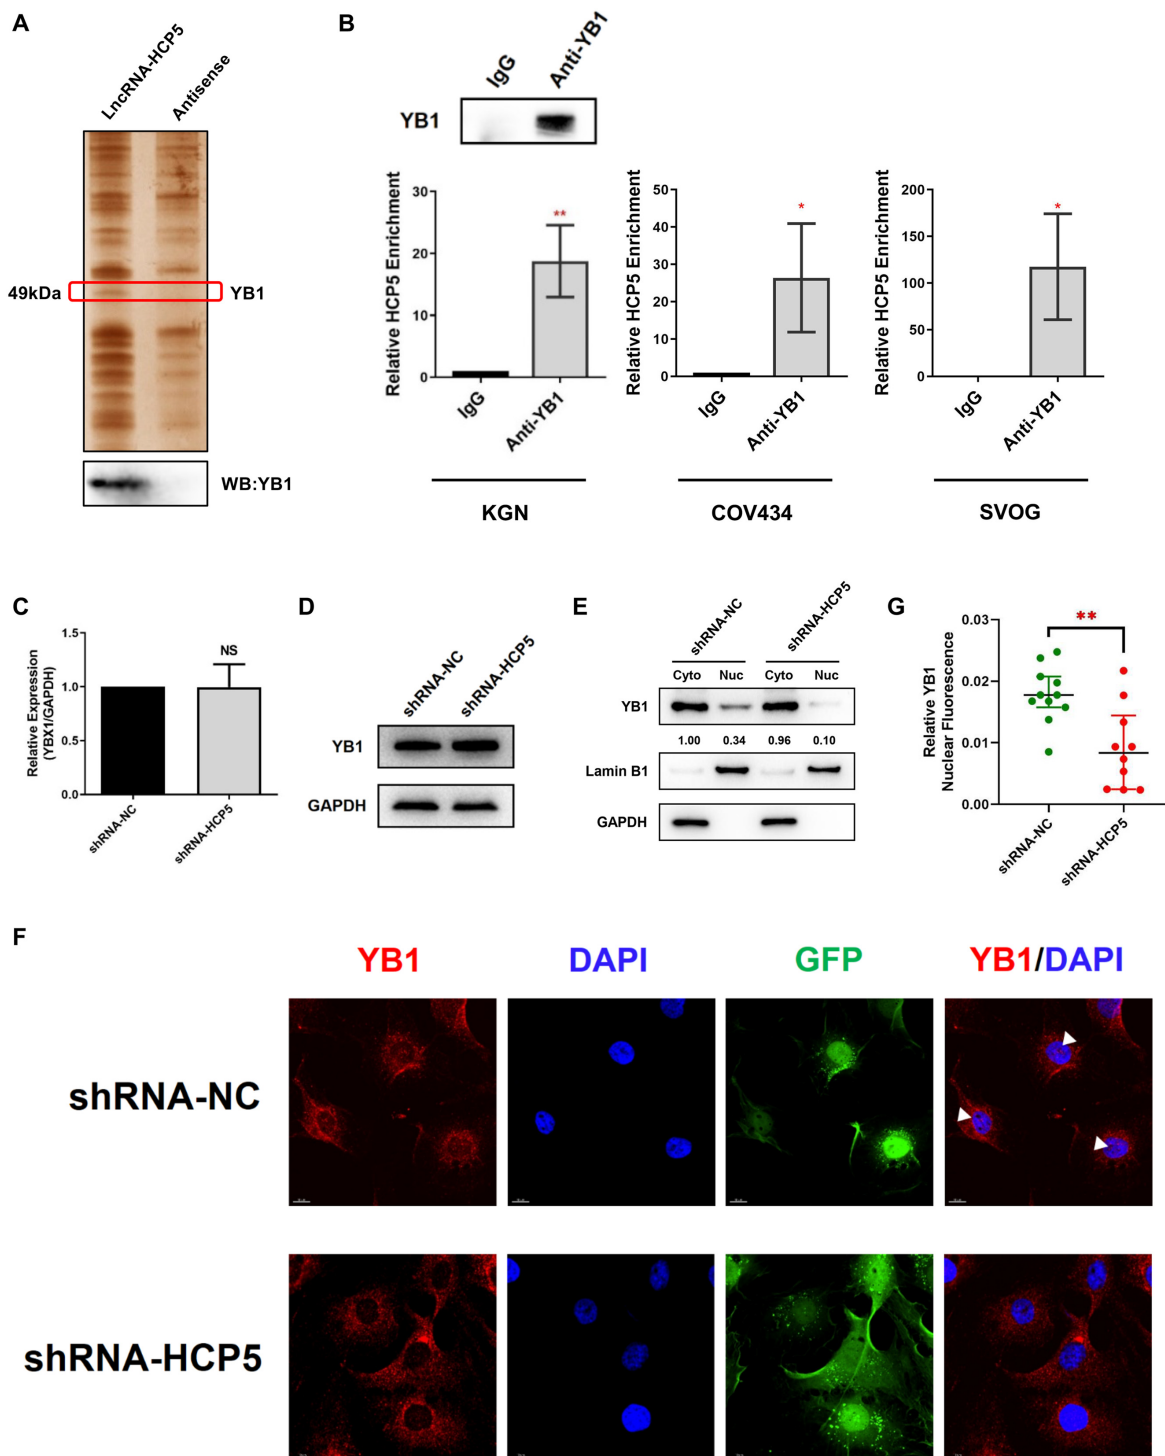 A
LncRNA-HCP5
Antisense
49kDa
YB1
WB:YB1
B
IgG
Anti-YB1
YB1
Relative HCP5 Enrichment
30
20
10
0
**
IgG
Anti-YB1
KGN
Relative HCP5 Enrichment
50
40
30
20
10
0
*
IgG
Anti-YB1
COV434
Relative HCP5 Enrichment
200
150
100
50
0
*
IgG
Anti-YB1
SVOG
C
Relative Expression
(YBX1/GAPDH)
1.5
1.0
0.5
0.0
NS
shRNA-NC
shRNA-HCP5
D
shRNA-NC
shRNA-HCP5
YB1
GAPDH
E
shRNA-NC
shRNA-HCP5
Cyto Nuc Cyto Nuc
YB1
1.00 0.34 0.96 0.10
Lamin B1
GAPDH
G
Relative YB1
Nuclear Fluorescence
0.03
0.02
0.01
0.00
**
shRNA-NC
shRNA-HCP5
F
YB1 DAPI GFP YB1/DAPI
shRNA-NC
shRNA-HCP5